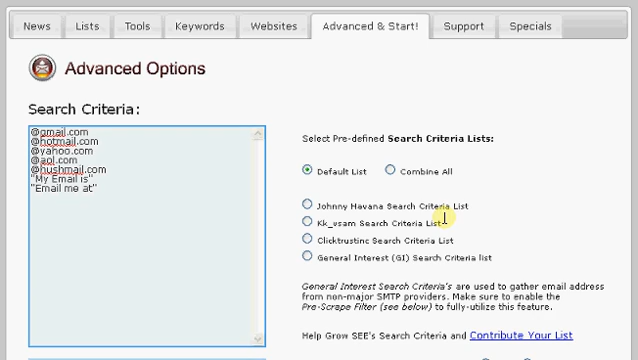 News Lists Tools Keywords Websites Advanced & Start! Support Specials
Advanced Options
Search Criteria:
@gmail.com
@hotmail.com
@yahoo.com
@aol.com
@hushmail.com
"My Email is"
"Email me at"
Select Pre-defined Search Criteria Lists:
Default List Combine All
Johnny Havana Search Criteria List
Kk_usam Search Criteria List
Clicktrustinc Search Criteria List
General Interest (GI) Search Criteria list
General Interest Search Criteria's are used to gather email address
from non-major SMTP providers. Make sure to enable the
Pre-Scrape Filter (see below) to fully-utilize this feature.
Help Grow SEE's Search Criteria and Contribute Your List